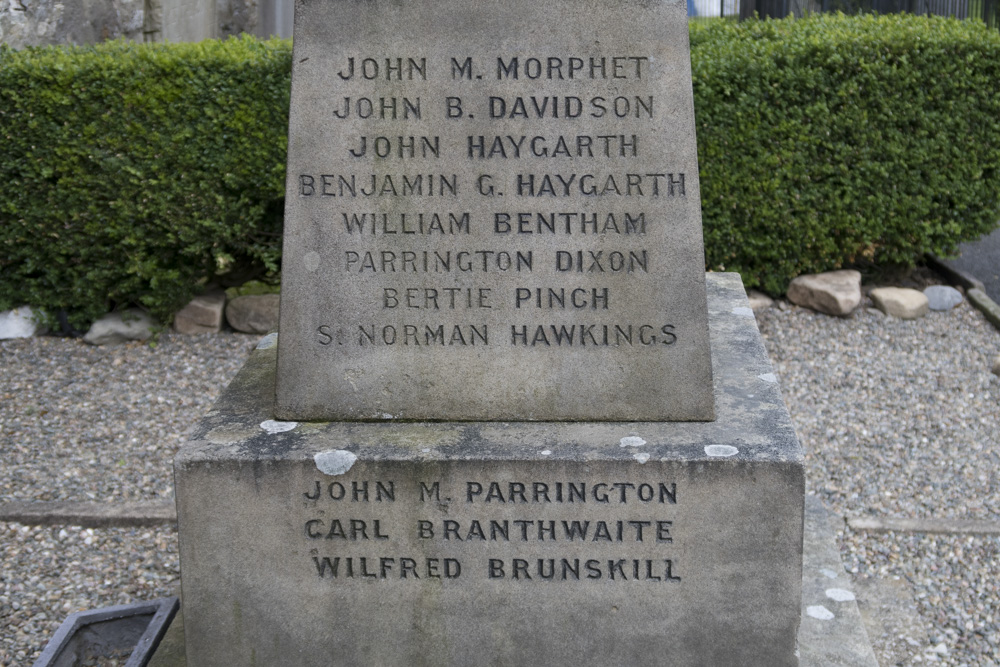 JOHN M. MORPHET
JOHN B. DAVIDSON
JOHN HAYGARTH
BENJAMIN G. HAYGARTH
WILLIAM BENTHAM
PARRINGTON DIXON
BERTIE PINCH
S. NORMAN HAWKINGS
JOHN M. PARRINGTON
CARL BRANTHWAITE
WILFRED BRUNSKILL